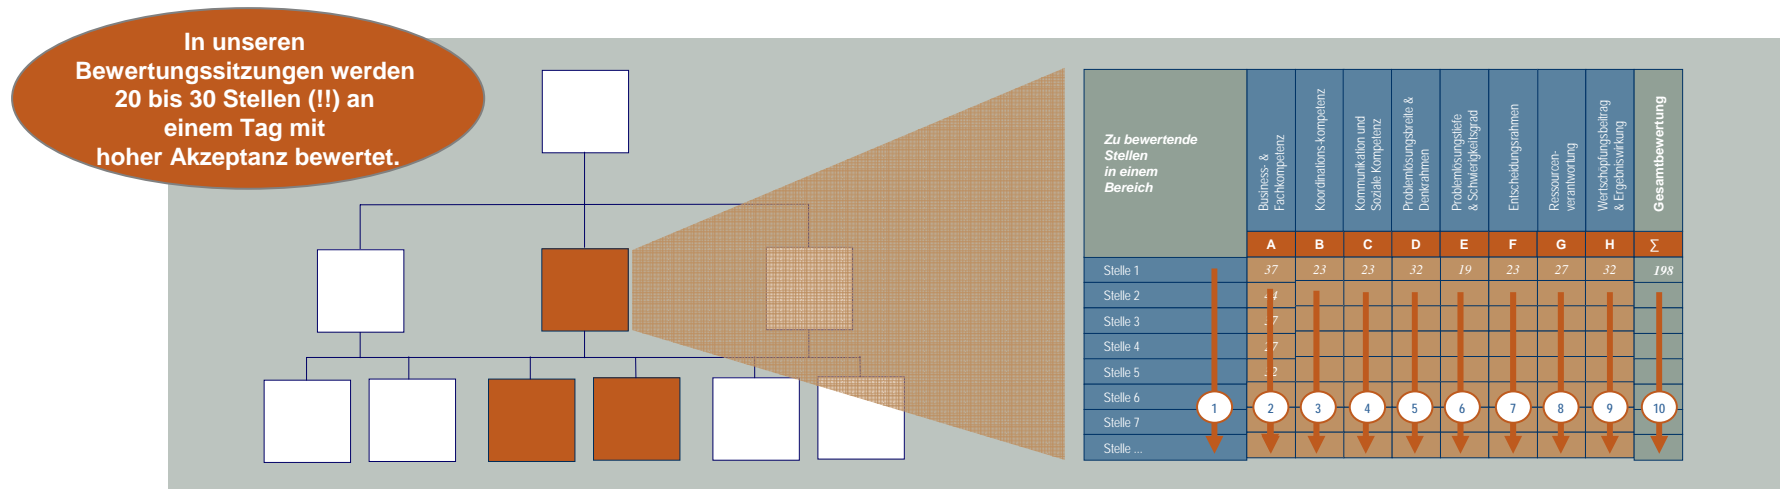 In unseren
Bewertungssitzungen werden
20 bis 30 Stellen (!!) an
einem Tag mit
hoher Akzeptanz bewertet.
Zu bewertende
Stellen
in einem
Bereich
Business- &
Fachkompetenz
Koordinations-kompetenz
Kommunikation und
Soziale Kompetenz
Problemlösungsbreite &
Denkrahmen
Problemlösungstiefe
& Schwierigkeitsgrad
Entscheidungsrahmen
Ressourcen-
verantwortung
Wertschöpfungsbeitrag
& Ergebniswirkung
Gesamtbewertung
A B C D E F G H Σ
Stelle 1 37 23 23 32 19 23 27 32 198
Stelle 2
Stelle 3
Stelle 4
Stelle 5
Stelle 6
Stelle 7
Stelle ...
1 2 3 4 5 6 7 8 9 10